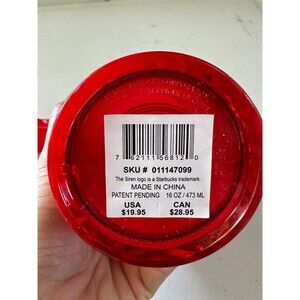 7 62111 56812 0
SKU # 011147099
The Siren logo is a Starbucks trademark.
MADE IN CHINA
PATENT PENDING 16 OZ / 473 ML
USA CAN
$19.95 $28.95